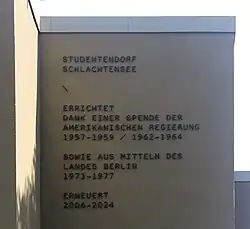 STUDENTENDORF
SCHLACHTENSEE
\
ERRICHTET
DANK EINER SPENDE DER
AMERIKANISCHEN REGIERUNG
1957-1959 / 1962-1964
SOWIE AUS MITTELN DES
LANDES BERLIN
1973-1977
ERNEUERT
2006-2024